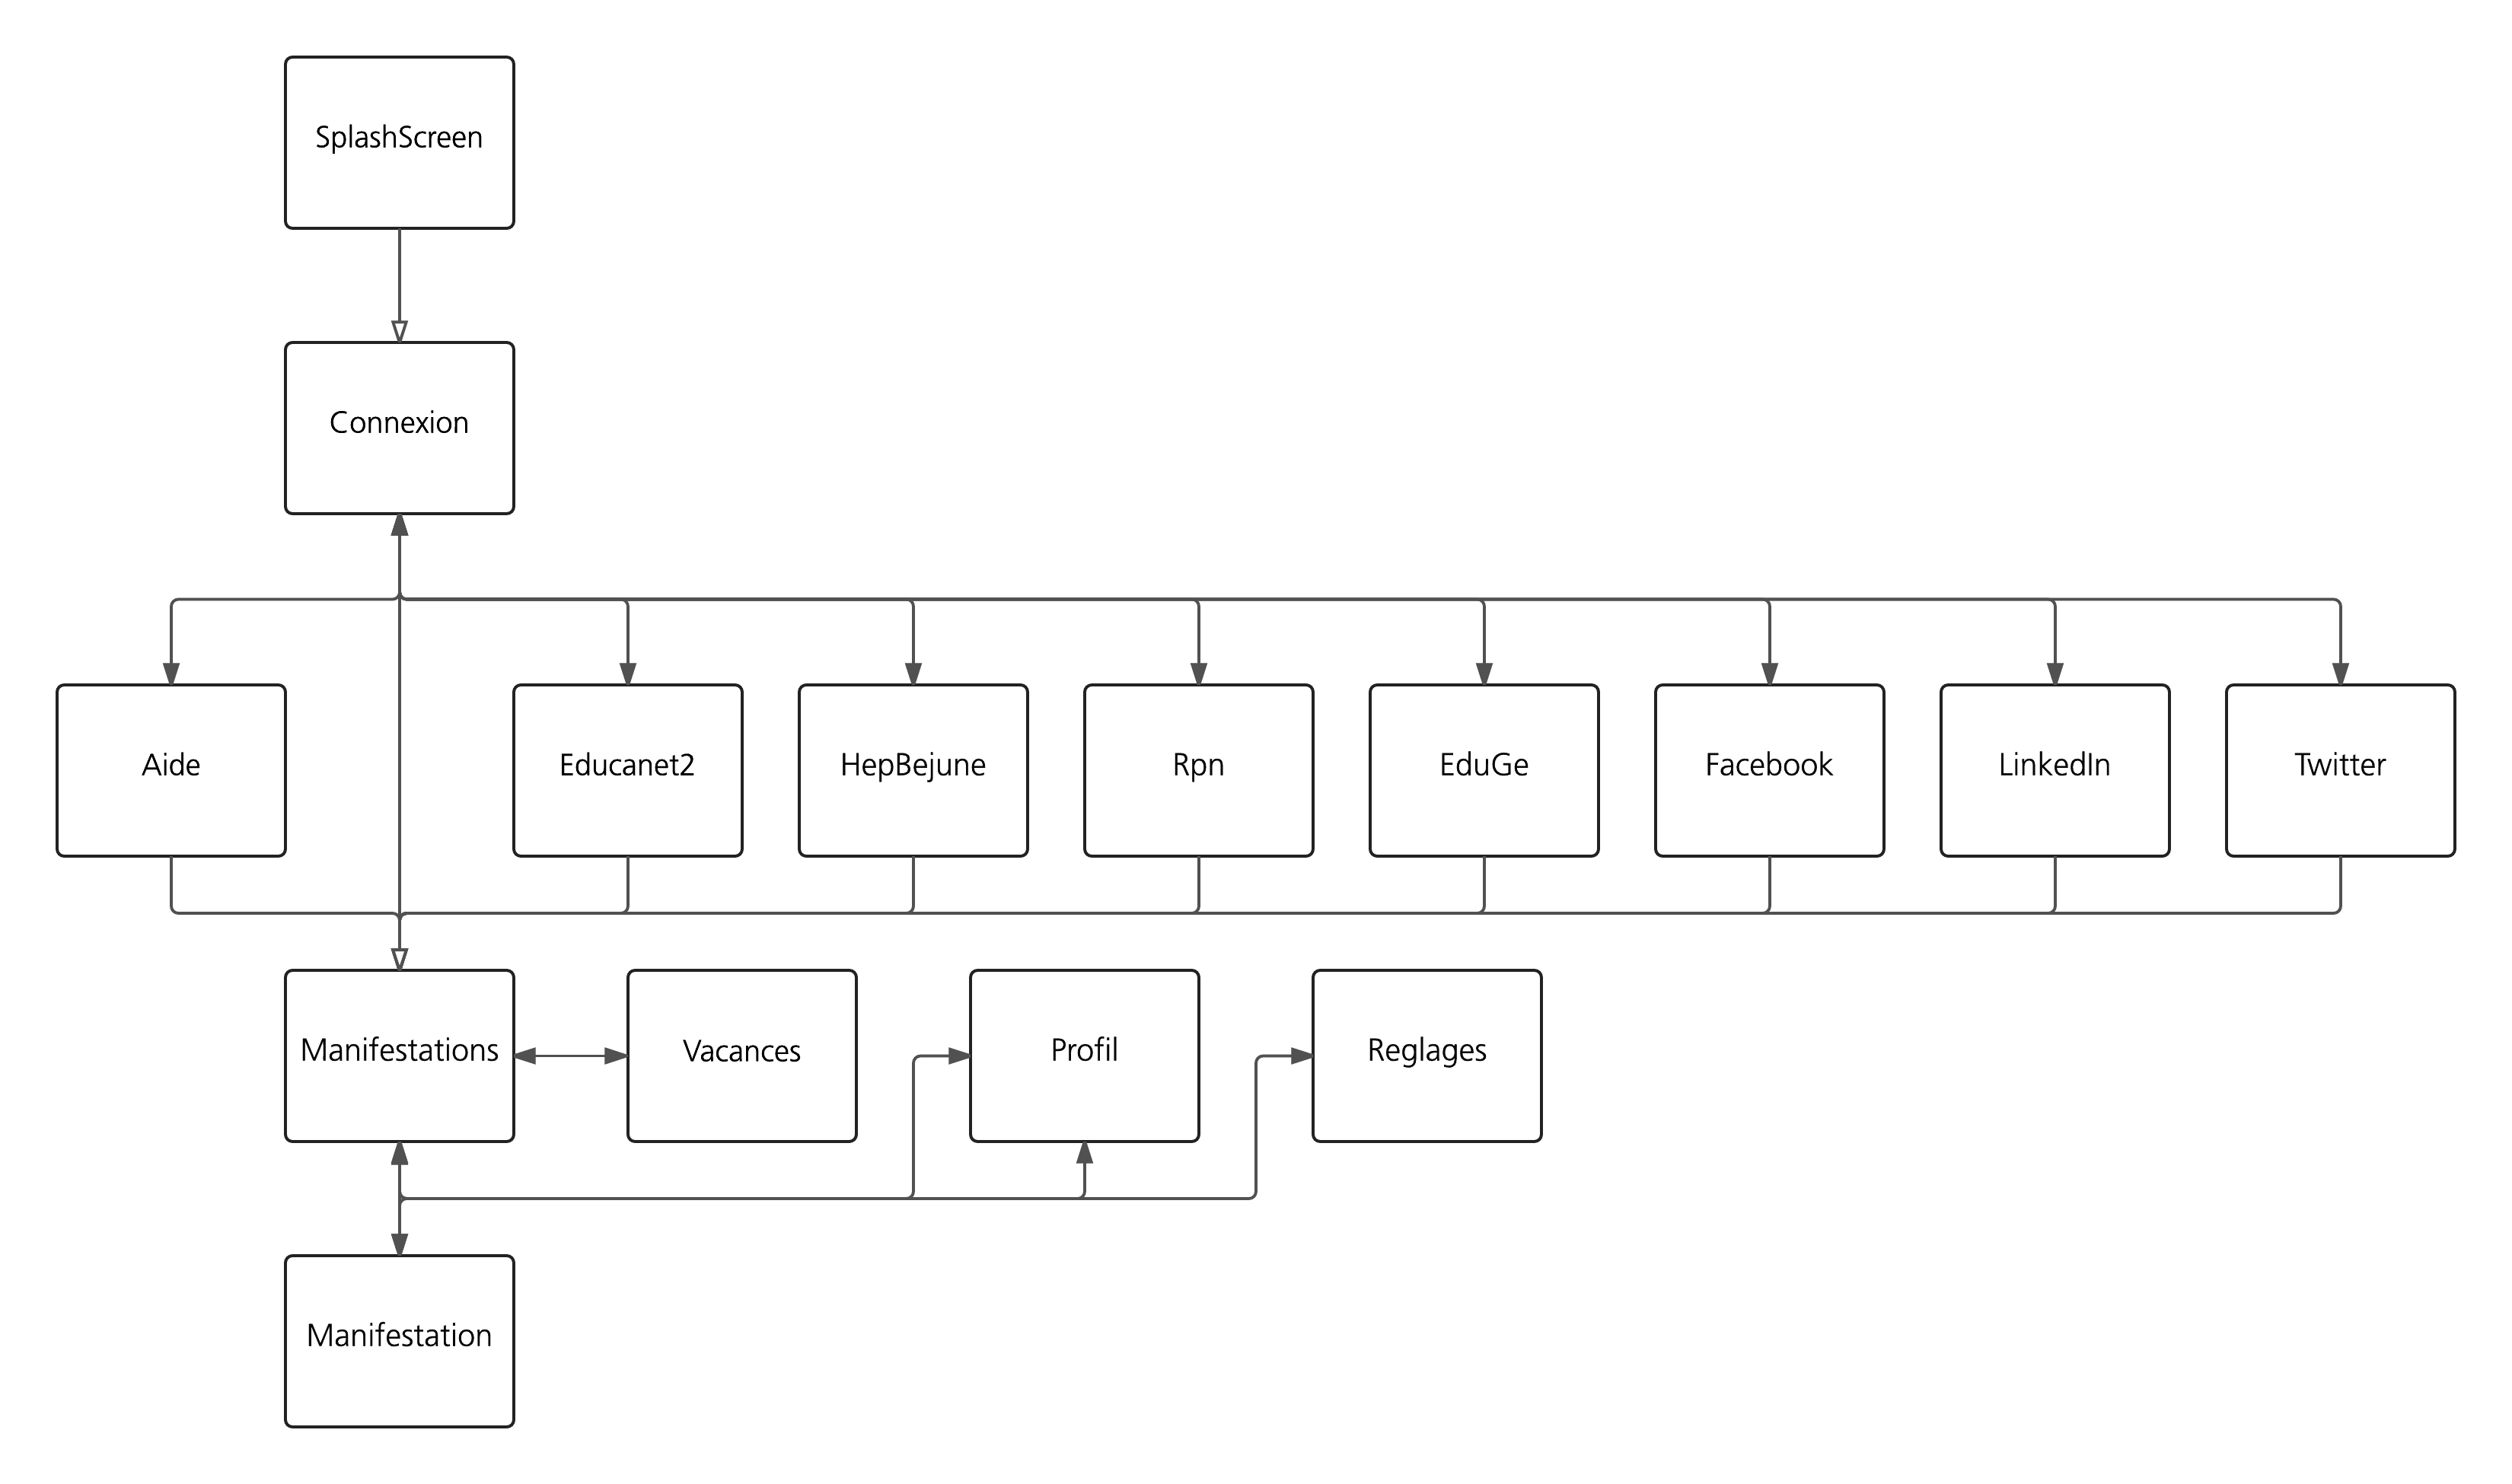 SplashScreen
Connexion
Aide
Educanet2
HepBejune
Rpn
EduGe
Facebook
LinkedIn
Twitter
Manifestations
Vacances
Profil
Reglages
Manifestation